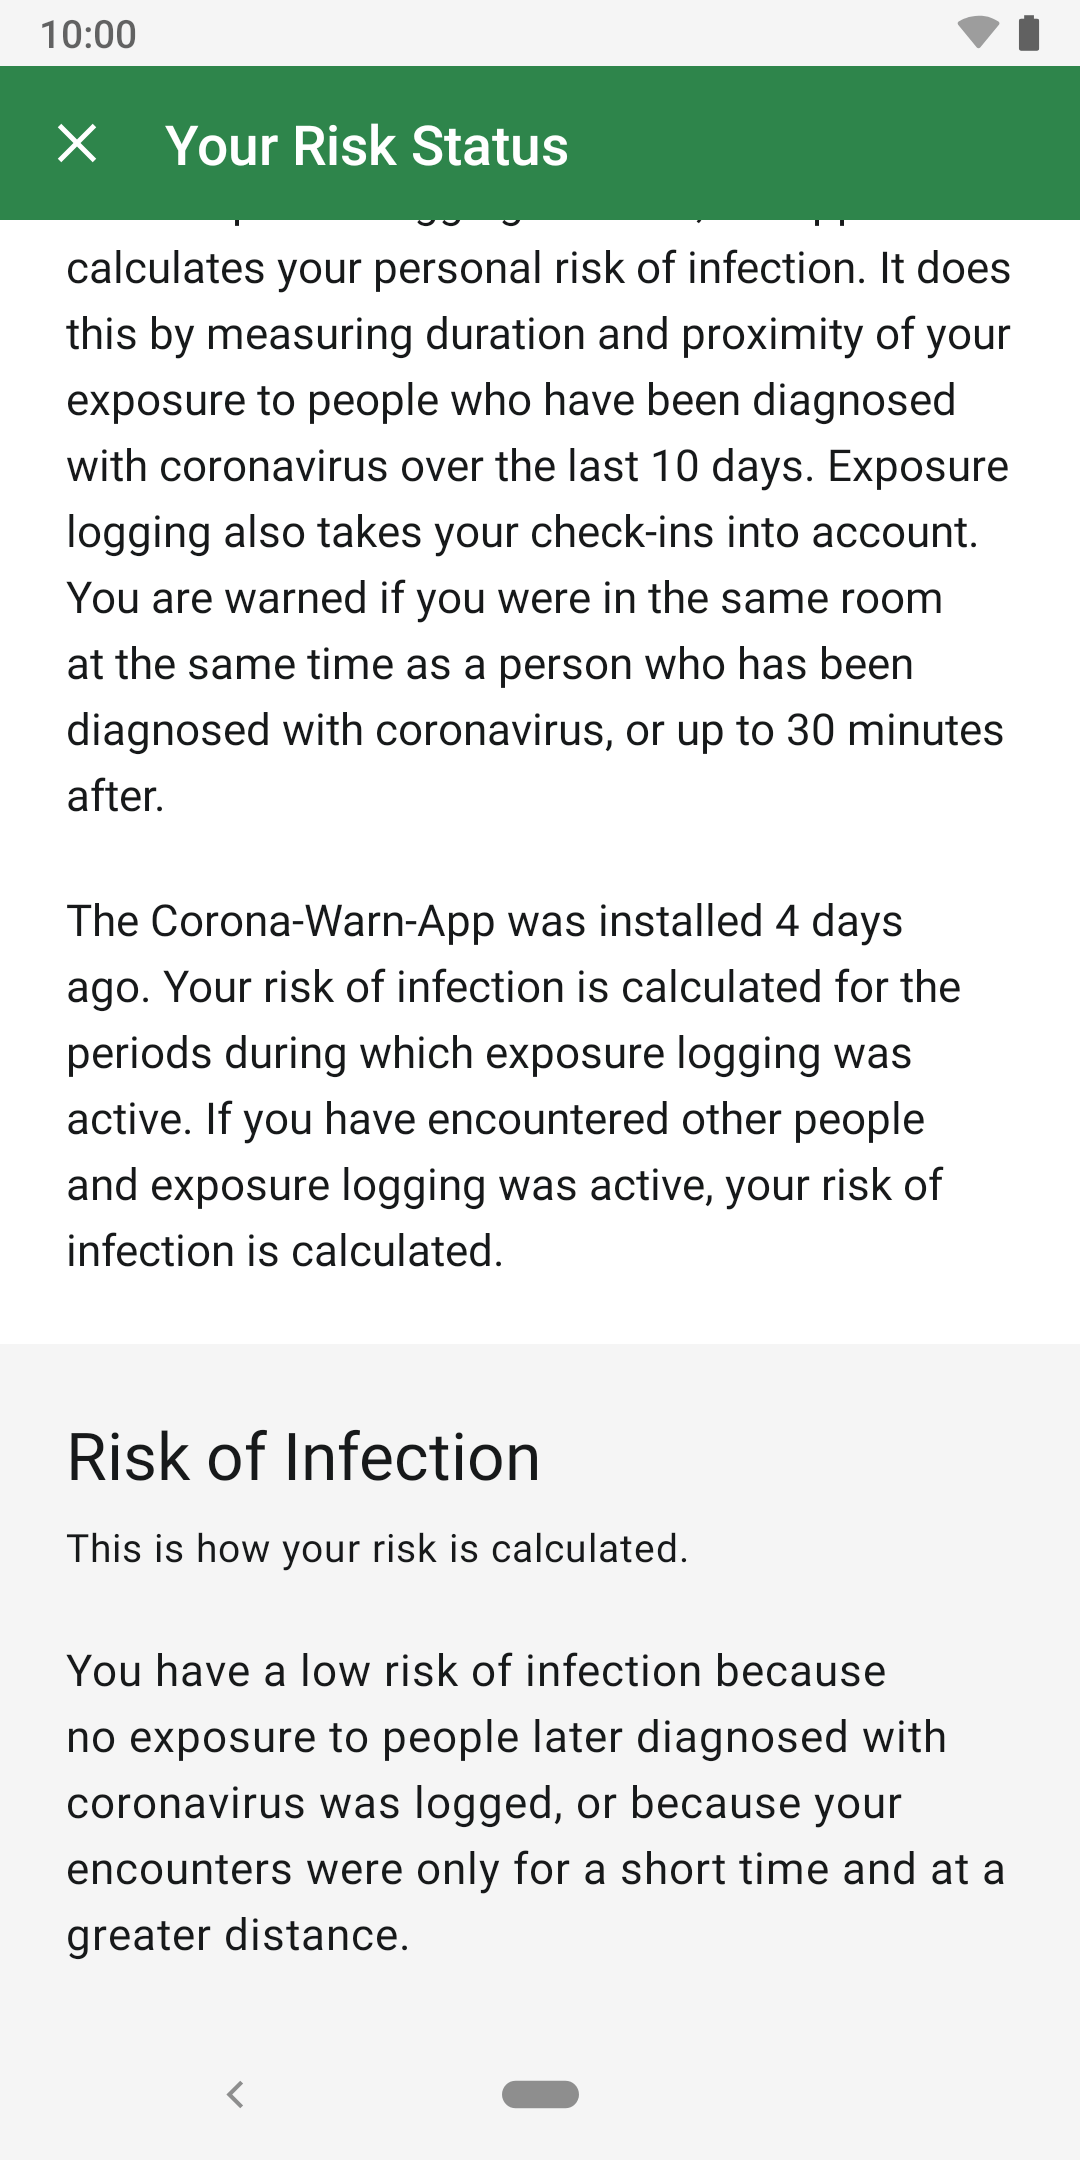 10:00
Your Risk Status
calculates your personal risk of infection. It does
this by measuring duration and proximity of your
exposure to people who have been diagnosed
with coronavirus over the last 10 days. Exposure
logging also takes your check-ins into account.
You are warned if you were in the same room
at the same time as a person who has been
diagnosed with coronavirus, or up to 30 minutes
after.
The Corona-Warn-App was installed 4 days
ago. Your risk of infection is calculated for the
periods during which exposure logging was
active. If you have encountered other people
and exposure logging was active, your risk of
infection is calculated.
Risk of Infection
This is how your risk is calculated.
You have a low risk of infection because
no exposure to people later diagnosed with
coronavirus was logged, or because your
encounters were only for a short time and at a
greater distance.